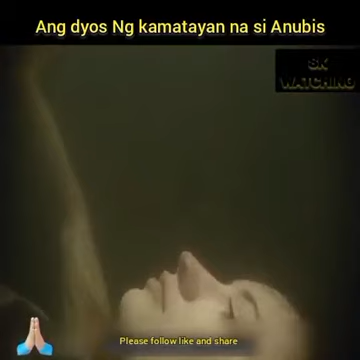 Ang dyos Ng kamatayan na si Anubis
SK
WATCHING
Please follow like and share